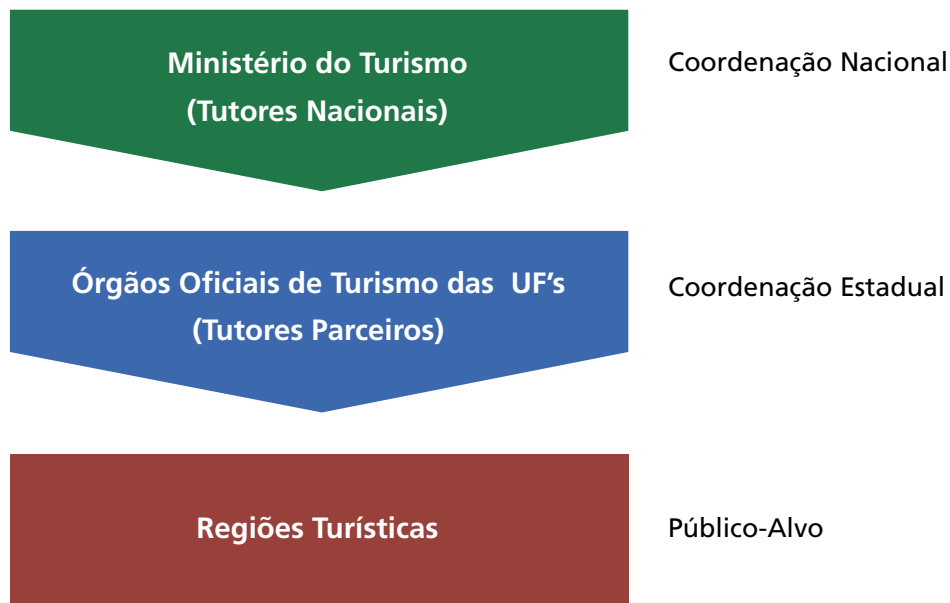 Ministério do Turismo
(Tutores Nacionais)
Coordenação Nacional
Órgãos Oficiais de Turismo das UF's
(Tutores Parceiros)
Coordenação Estadual
Regiões Turísticas
Público-Alvo